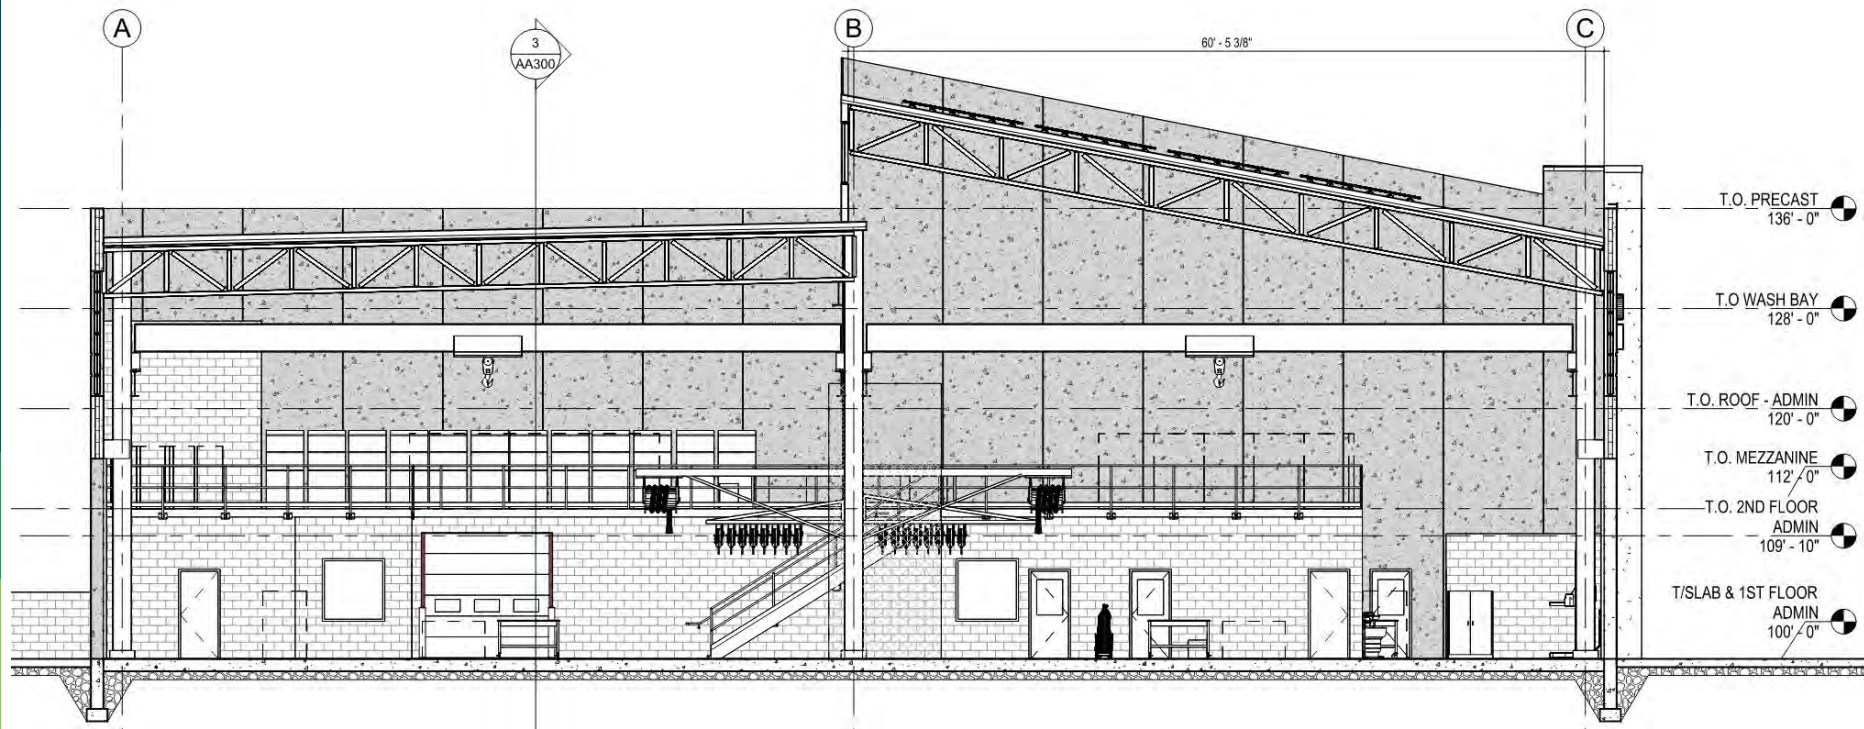 A
3
AA300
B
60' - 5 3/8"
C
T.O. PRECAST
136' - 0"
T.O WASH BAY
128' - 0"
T.O. ROOF - ADMIN
120' - 0"
T.O. MEZZANINE
112' - 0"
T.O. 2ND FLOOR
ADMIN
109' - 10"
T/SLAB & 1ST FLOOR
ADMIN
100' - 0"